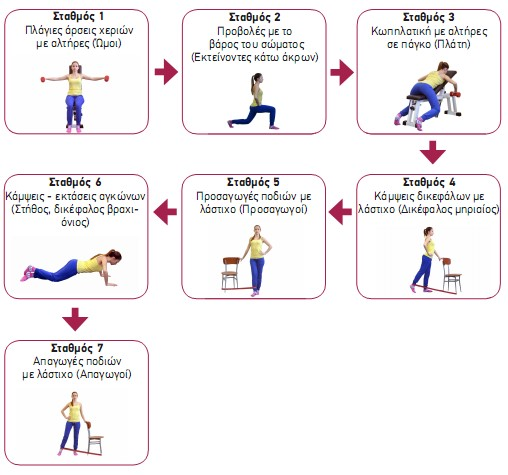 Σταθμός 1
Πλάγιες άρσεις χεριών
με αλτήρες (Ώμοι)
Σταθμός 2
Προβολές με το
βάρος του σώματος
(Εκτείνοντες κάτω άκρων)
Σταθμός 3
Κωπηλατική με αλτήρες
σε πάγκο (Πλάτη)
Σταθμός 4
Κάμψεις δικεφάλων με
λάστιχο (Δικέφαλος μηριαίος)
Σταθμός 5
Προσαγωγές ποδιών με
λάστιχο (Προσαγωγοί)
Σταθμός 6
Κάμψεις - εκτάσεις αγκώνων
(Στήθος, δικέφαλος βραχι-
όνιος)
Σταθμός 7
Απαγωγές ποδιών
με λάστιχο (Απαγωγοί)